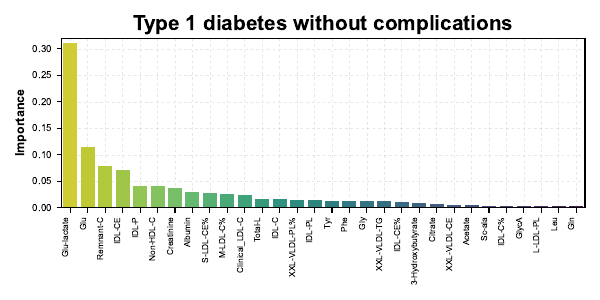 Type 1 diabetes without complications
Importance
0.30
0.25
0.20
0.15
0.10
0.05
0.00
Glu-lactate
Glu
Remnant-C
IDL-CE
IDL-P
Non-HDL-C
Creatinine
Albumin
S-LDL-CE%
M-LDL-C%
Clinical_LDL-C
Total-L
IDL-C
XXL-VLDL-PL%
IDL-PL
Tyr
Phe
Gly
XXL-VLDL-TG
IDL-CE%
3-Hydroxybutyrate
Citrate
XXL-VLDL-CE
Acetate
Sc-ala
IDL-C%
GlycA
L-LDL-PL
Leu
Gln